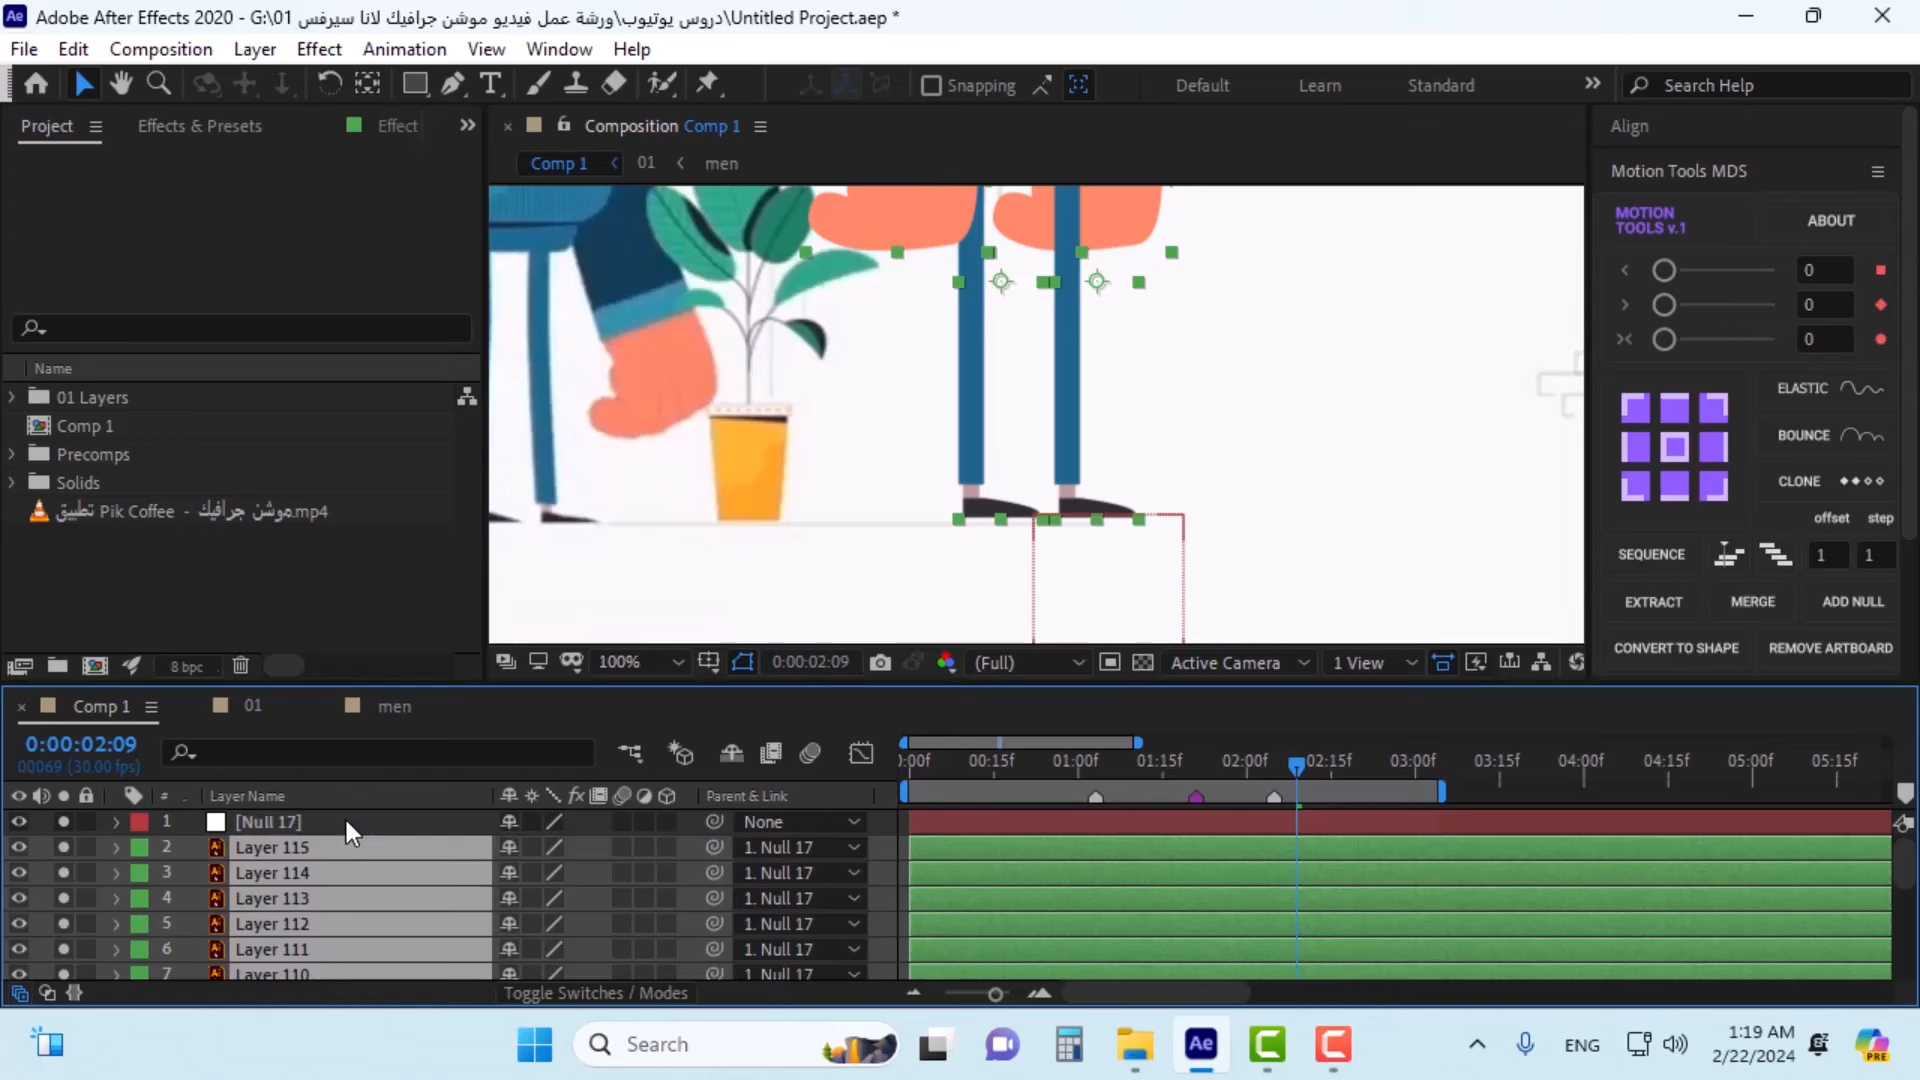 Adobe After Effects 2020 - G:\01 دروس يوتيوب\ورشة عمل فيديو موشن جرافيك لانا سيرفس\Untitled Project.aep *
File Edit Composition Layer Effect Animation View Window Help
Snapping Default Learn Standard Search Help
Project Effects & Presets Effect
Composition Comp 1
Comp 1 01 men
Name
01 Layers
Comp 1
Precomps
Solids
تطبيق Pik Coffee - موشن جرافيك.mp4
8 bpc
100% 0:00:02:09 (Full) Active Camera 1 View
Align
Motion Tools MDS
MOTION TOOLS v.1 ABOUT
0
0
0
ELASTIC
BOUNCE
CLONE
offset step
SEQUENCE 1 1
EXTRACT MERGE ADD NULL
CONVERT TO SHAPE REMOVE ARTBOARD
Comp 1 01 men
0:00:02:09
00069 (30.00 fps)
:00f 00:15f 01:00f 01:15f 02:00f 02:15f 03:00f 03:15f 04:00f 04:15f 05:00f 05:15f
# Layer Name fx Parent & Link
1 [Null 17] None
2 Layer 115 1. Null 17
3 Layer 114 1. Null 17
4 Layer 113 1. Null 17
5 Layer 112 1. Null 17
6 Layer 111 1. Null 17
7 Layer 110 1. Null 17
Toggle Switches / Modes
Search
Ae
ENG
1:19 AM
2/22/2024
PRE